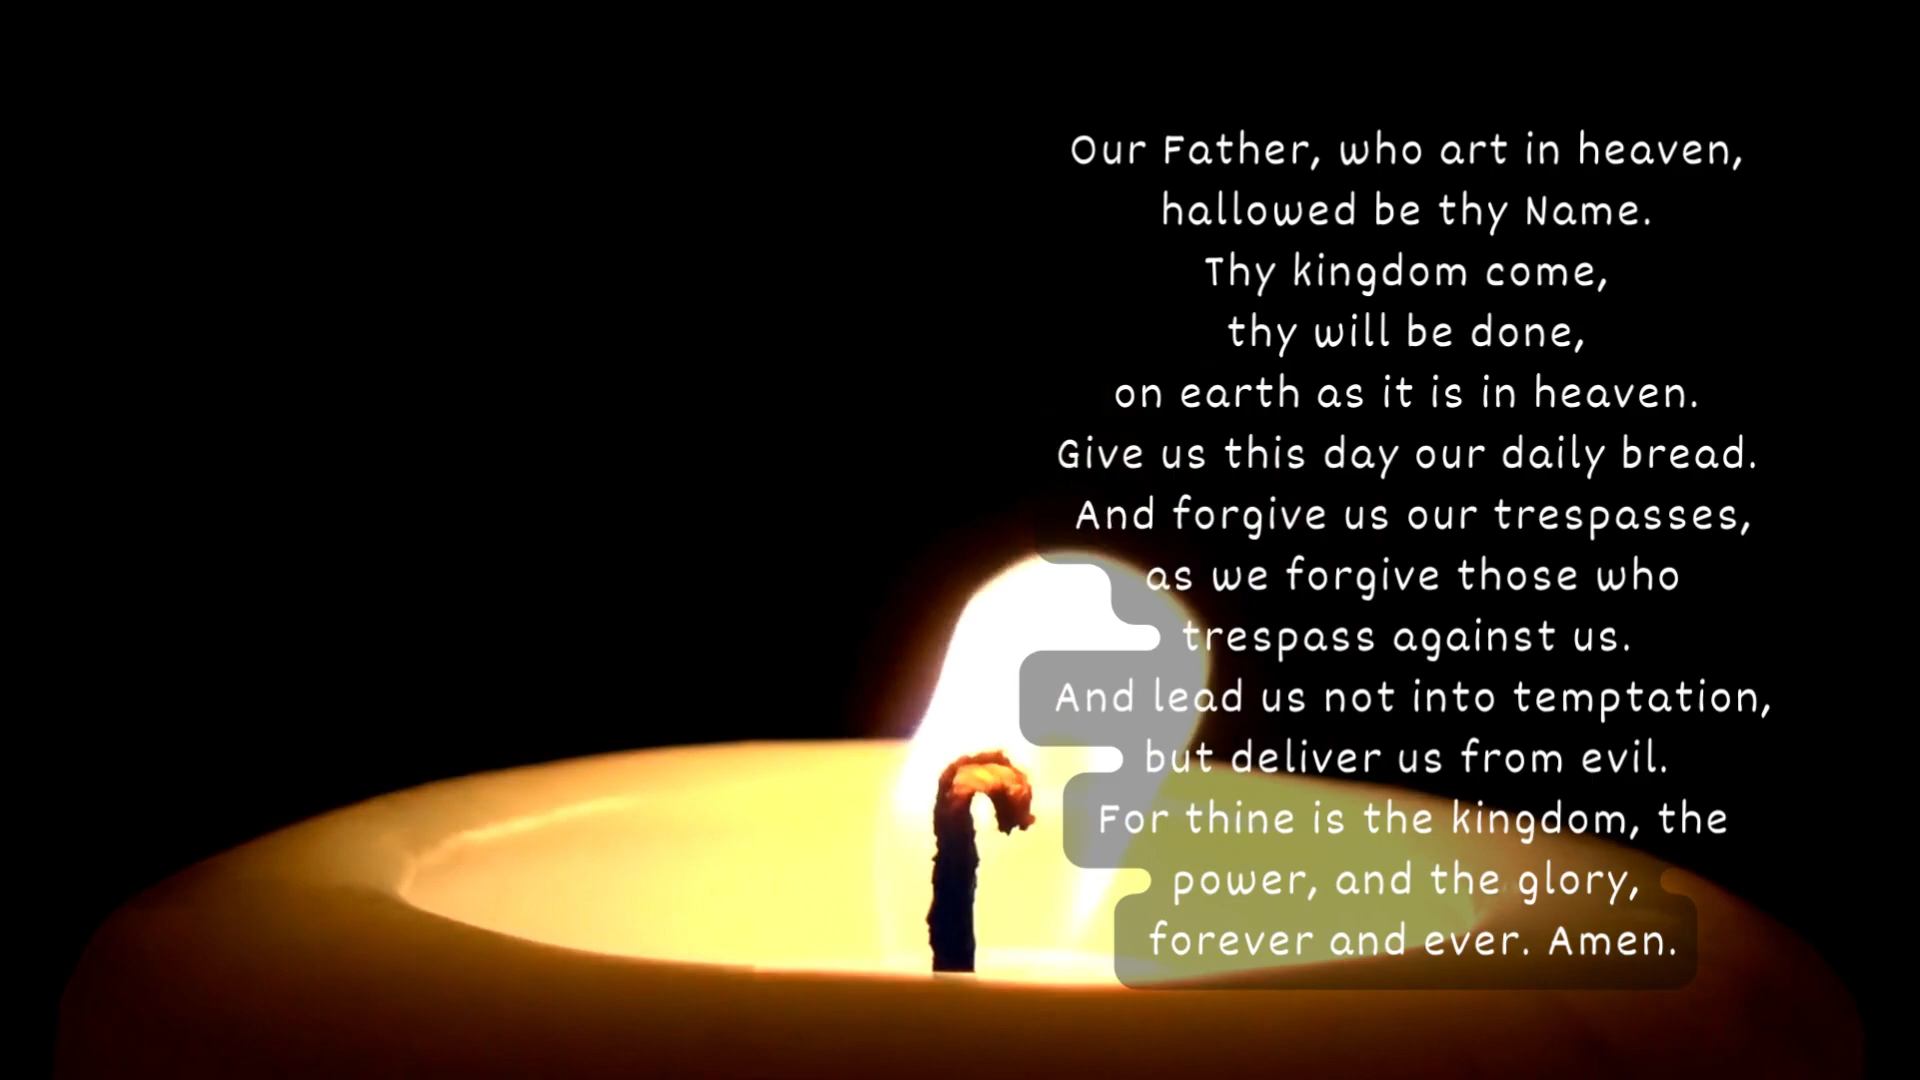 Our Father, who art in heaven,
hallowed be thy Name.
Thy kingdom come,
thy will be done,
on earth as it is in heaven.
Give us this day our daily bread.
And forgive us our trespasses,
as we forgive those who
trespass against us.
And lead us not into temptation,
but deliver us from evil.
For thine is the kingdom, the
power, and the glory,
forever and ever. Amen.